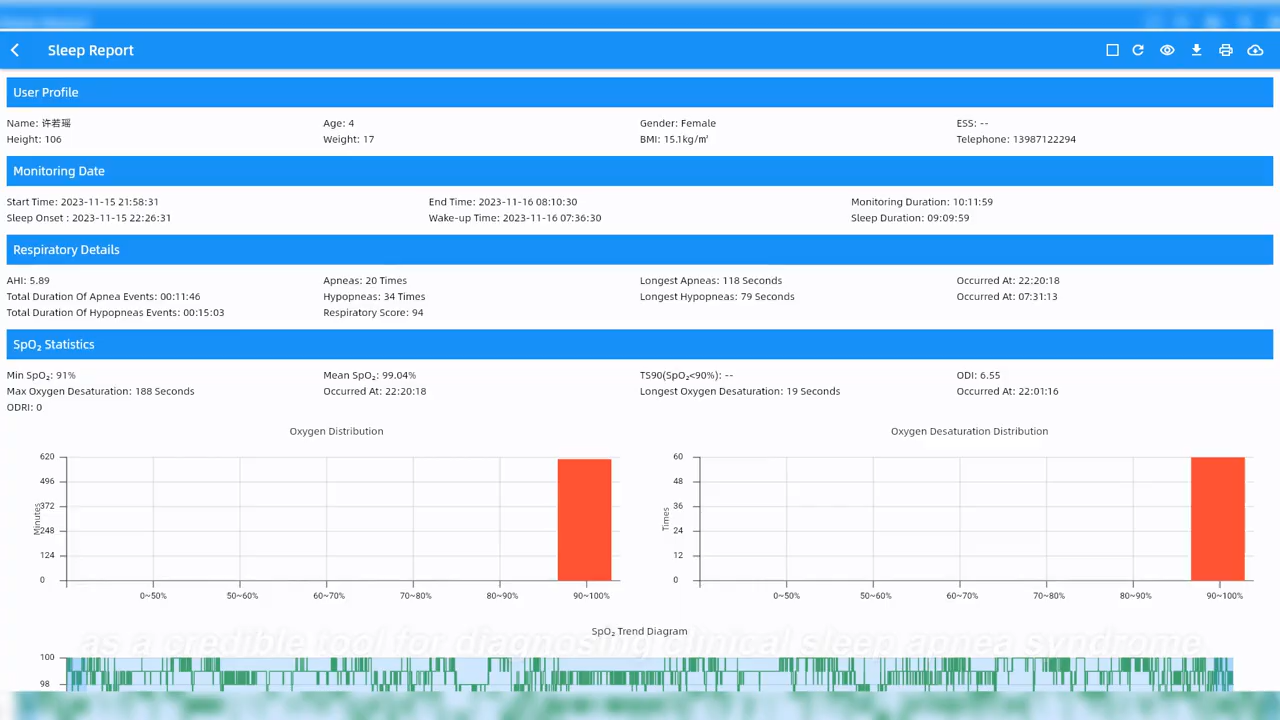 Sleep Report
User Profile
Name: 许若瑶 Age: 4 Gender: Female ESS: --
Height: 106 Weight: 17 BMI: 15.1kg/㎡ Telephone: 13987122294
Monitoring Date
Start Time: 2023-11-15 21:58:31 End Time: 2023-11-16 08:10:30 Monitoring Duration: 10:11:59
Sleep Onset : 2023-11-15 22:26:31 Wake-up Time: 2023-11-16 07:36:30 Sleep Duration: 09:09:59
Respiratory Details
AHI: 5.89 Apneas: 20 Times Longest Apneas: 118 Seconds Occurred At: 22:20:18
Total Duration Of Apnea Events: 00:11:46 Hypopneas: 34 Times Longest Hypopneas: 79 Seconds Occurred At: 07:31:13
Total Duration Of Hypopneas Events: 00:15:03 Respiratory Score: 94
SpO₂ Statistics
Min SpO₂: 91% Mean SpO₂: 99.04% TS90(SpO₂<90%): -- ODI: 6.55
Max Oxygen Desaturation: 188 Seconds Occurred At: 22:20:18 Longest Oxygen Desaturation: 19 Seconds Occurred At: 22:01:16
ODRI: 0
Oxygen Distribution Oxygen Desaturation Distribution
620 60
496 48
372 36
248 24
124 12
0 0
Minutes Times
0~50% 50~60% 60~70% 70~80% 80~90% 90~100% 0~50% 50~60% 60~70% 70~80% 80~90% 90~100%
SpO₂ Trend Diagram
as a credible tool for diagnosing clinical sleep apnea syndrome
100
98